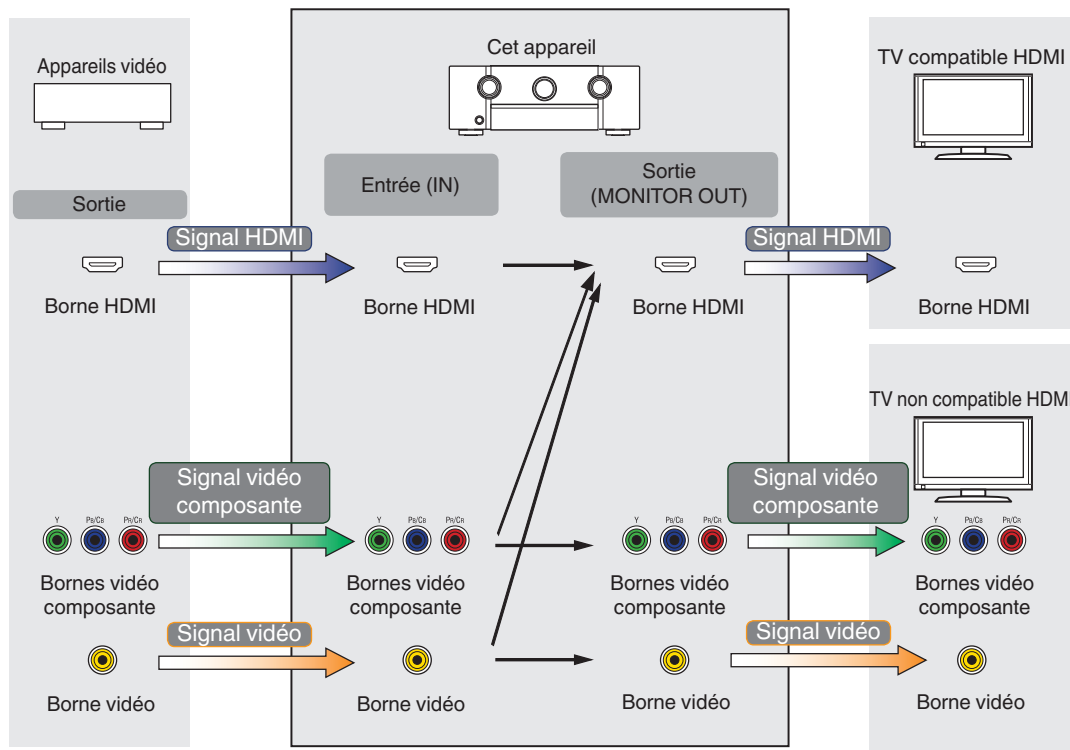 Cet appareil
Appareils vidéo
TV compatible HDMI
Entrée (IN)
Sortie
(MONITOR OUT)
Sortie
Signal HDMI
Signal HDMI
Borne HDMI
Borne HDMI
Borne HDMI
Borne HDMI
TV non compatible HDMI
Signal vidéo
composante
Signal vidéo
composante
Y PB/CB PR/CR
Y PB/CB PR/CR
Y PB/CB PR/CR
Y PB/CB PR/CR
Bornes vidéo
composante
Bornes vidéo
composante
Bornes vidéo
composante
Bornes vidéo
composante
Signal vidéo
Signal vidéo
Borne vidéo
Borne vidéo
Borne vidéo
Borne vidéo